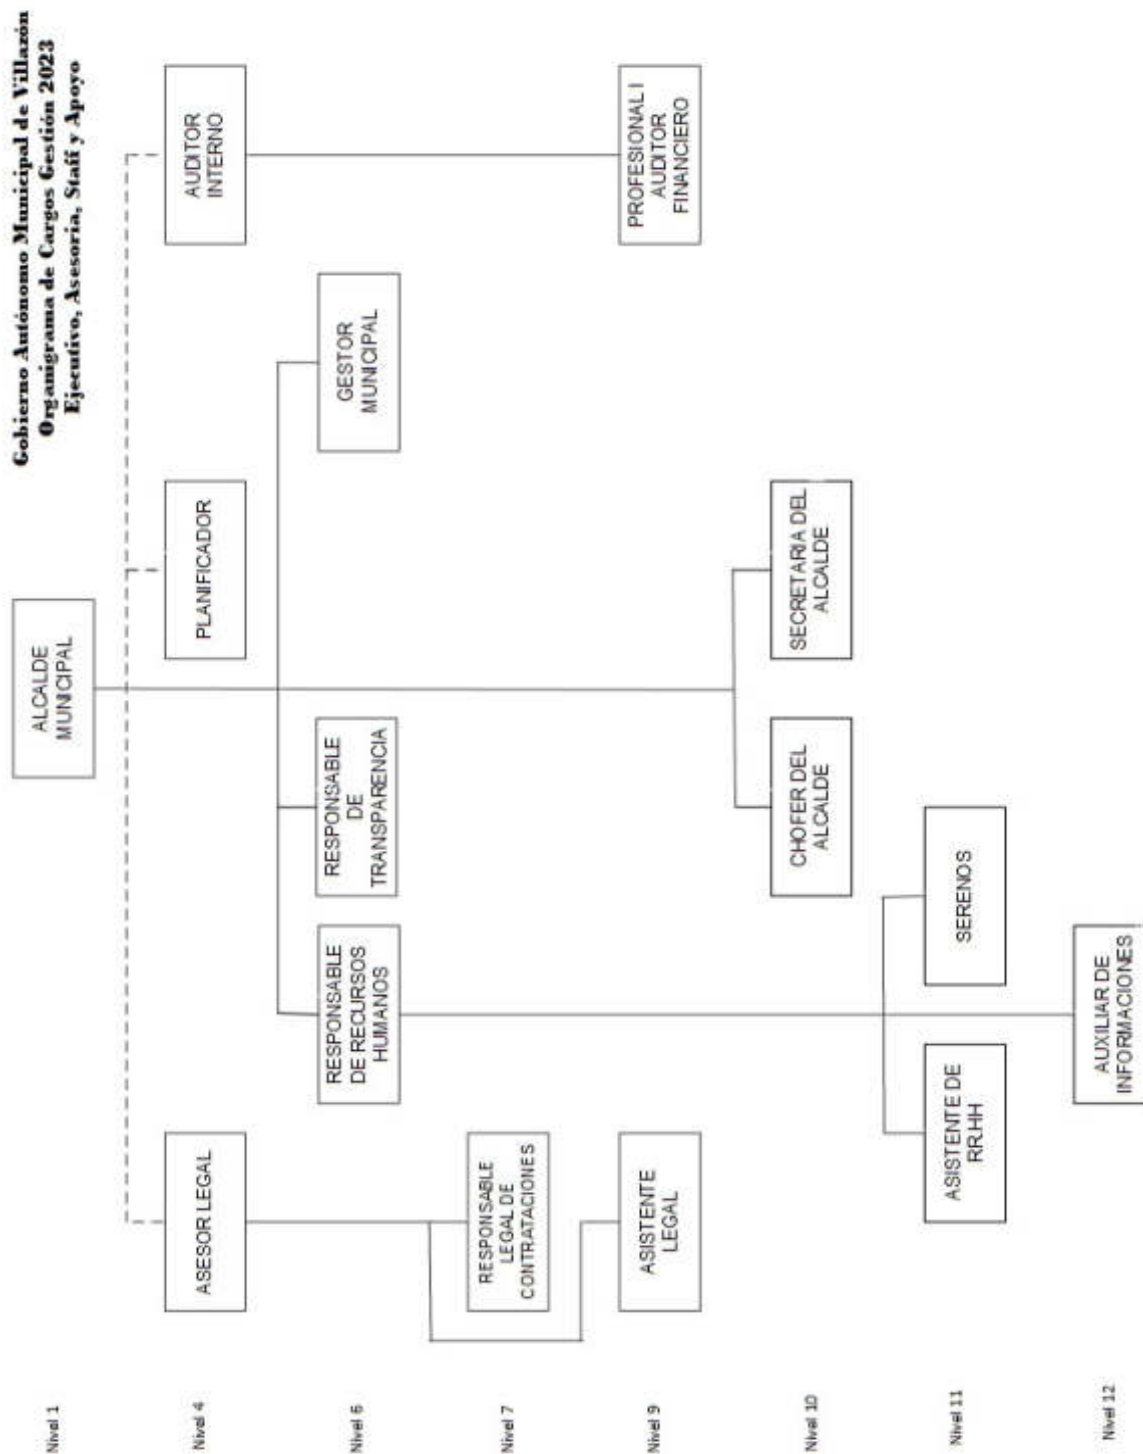 Gobierno Autónomo Municipal de Villazón
Organigrama de Cargos Gestión 2023
Ejecutivo, Asesoria, Staff y Apoyo
Nivel 1
ALCALDE
MUNICIPAL
Nivel 4
ASESOR LEGAL
PLANIFICADOR
AUDITOR
INTERNO
Nivel 6
RESPONSABLE
DE RECURSOS
HUMANOS
RESPONSABLE
DE
TRANSPARENCIA
GESTOR
MUNICIPAL
Nivel 7
RESPONSABLE
LEGAL DE
CONTRATACIONES
Nivel 9
ASISTENTE
LEGAL
PROFESIONAL I
AUDITOR
FINANCIERO
Nivel 10
CHOFER DEL
ALCALDE
SECRETARIA DEL
ALCALDE
Nivel 11
ASISTENTE DE
RR.HH
SERENOS
Nivel 12
AUXILIAR DE
INFORMACIONES